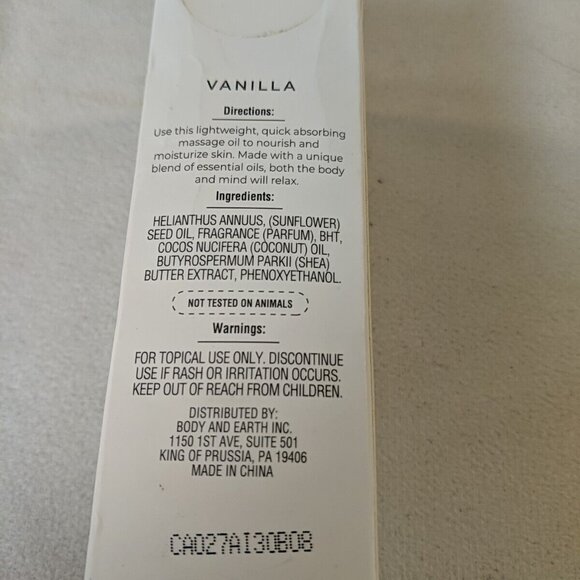 VANILLA
Directions:
Use this lightweight, quick absorbing
massage oil to nourish and
moisturize skin. Made with a unique
blend of essential oils, both the body
and mind will relax.
Ingredients:
HELIANTHUS ANNUUS, (SUNFLOWER)
SEED OIL, FRAGRANCE (PARFUM), BHT,
COCOS NUCIFERA (COCONUT) OIL,
BUTYROSPERMUM PARKII (SHEA)
BUTTER EXTRACT, PHENOXYETHANOL.
NOT TESTED ON ANIMALS
Warnings:
FOR TOPICAL USE ONLY. DISCONTINUE
USE IF RASH OR IRRITATION OCCURS.
KEEP OUT OF REACH FROM CHILDREN.
DISTRIBUTED BY:
BODY AND EARTH INC.
1150 1ST AVE, SUITE 501
KING OF PRUSSIA, PA 19406
MADE IN CHINA
CA027AI30B08